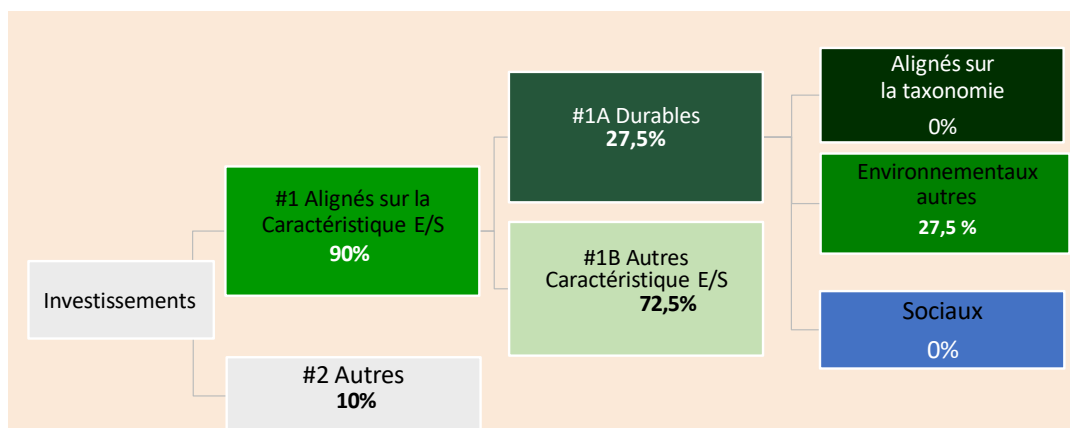 Investissements
#1 Alignés sur la
Caractéristique E/S
90%
#2 Autres
10%
#1A Durables
27,5%
#1B Autres
Caractéristique E/S
72,5%
Alignés sur
la taxonomie
0%
Environnementaux
autres
27,5 %
Sociaux
0%